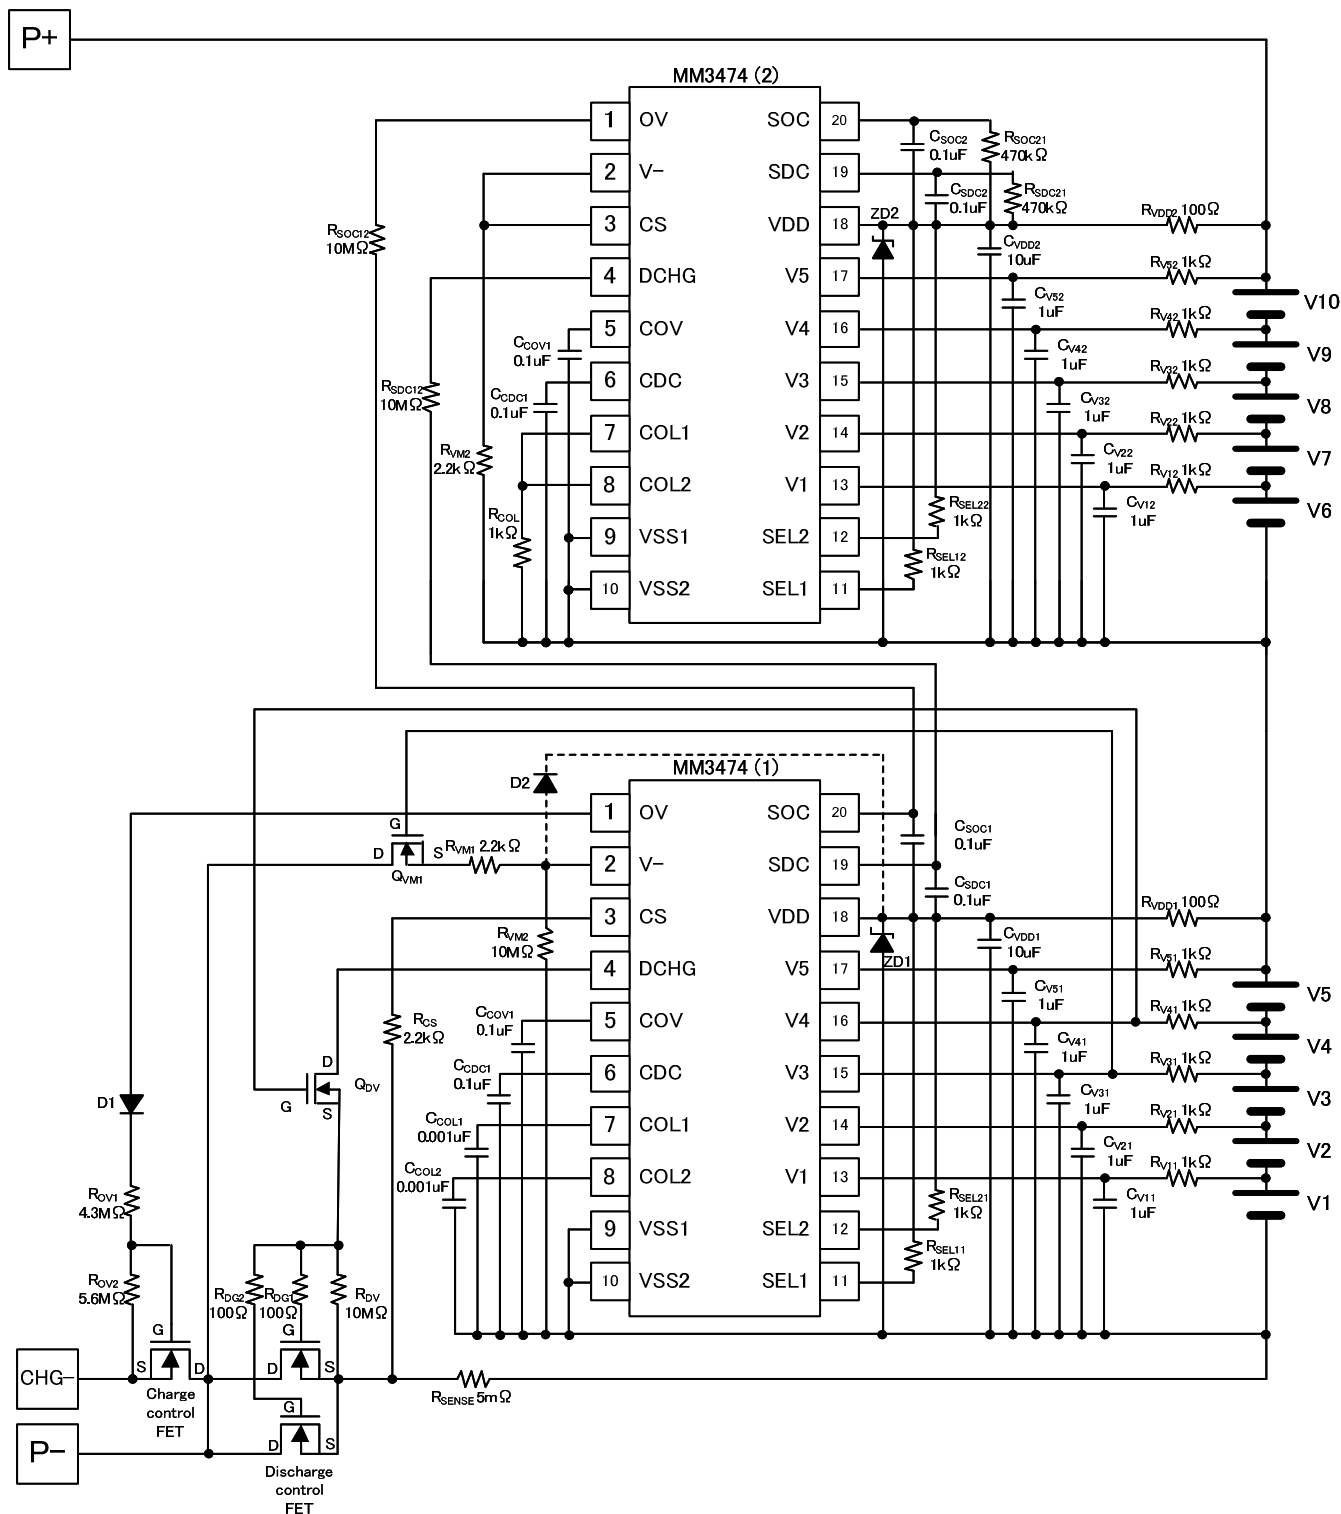 P+
MM3474 (2)
1 OV
2 V-
3 CS
4 DCHG
5 COV
6 CDC
7 COL1
8 COL2
9 VSS1
10 VSS2
SOC 20
SDC 19
VDD 18
V5 17
V4 16
V3 15
V2 14
V1 13
SEL2 12
SEL1 11
RSOC12
10MΩ
RSDC12
10MΩ
RVM2
2.2kΩ
CCOV1
0.1uF
CCDC1
0.1uF
RCOL
1kΩ
CSOC2
0.1uF
RSOC21
470kΩ
CSDC2
0.1uF
RSDC21
470kΩ
ZD2
CVDD2
10uF
RVDD2 100Ω
RV52 1kΩ
CV52
1uF
RV42 1kΩ
CV42
1uF
RV32 1kΩ
CV32
1uF
RV22 1kΩ
CV22
1uF
RV12 1kΩ
CV12
1uF
RSEL22
1kΩ
RSEL12
1kΩ
V10
V9
V8
V7
V6
MM3474 (1)
1 OV
2 V-
3 CS
4 DCHG
5 COV
6 CDC
7 COL1
8 COL2
9 VSS1
10 VSS2
SOC 20
SDC 19
VDD 18
V5 17
V4 16
V3 15
V2 14
V1 13
SEL2 12
SEL1 11
D2
G
D
S
QVM1
RVM1 2.2kΩ
RVM2
10MΩ
RCS
2.2kΩ
CCOV1
0.1uF
CCDC1
0.1uF
CCOL1
0.001uF
CCOL2
0.001uF
CSOC1
0.1uF
CSDC1
0.1uF
ZD1
CVDD1
10uF
RVDD1 100Ω
RV51 1kΩ
CV51
1uF
RV41 1kΩ
CV41
1uF
RV31 1kΩ
CV31
1uF
RV21 1kΩ
CV21
1uF
RV11 1kΩ
CV11
1uF
RSEL21
1kΩ
RSEL11
1kΩ
V5
V4
V3
V2
V1
D
QDV
G
S
D1
ROV1
4.3MΩ
ROV2
5.6MΩ
RDG2
100Ω
RDG1
100Ω
RDV
10MΩ
G
S
D
G
D
S
CHG-
Charge
control
FET
RSENSE 5mΩ
G
D
S
P-
Discharge
control
FET